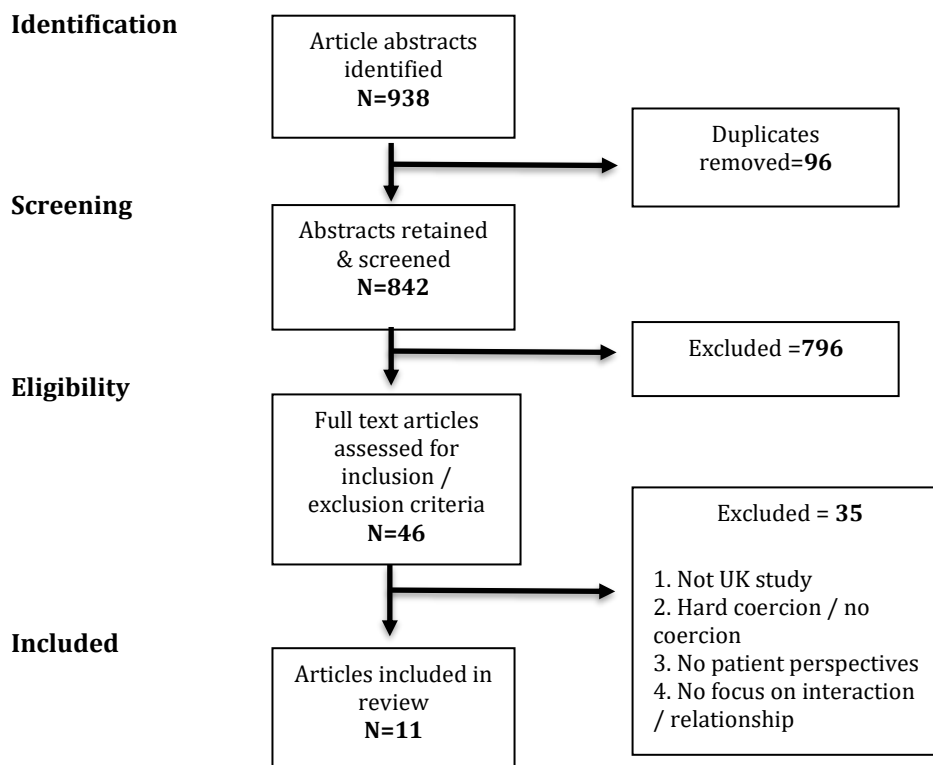 Identification
Article abstracts
identified
N=938
Duplicates
removed=96
Screening
Abstracts retained
& screened
N=842
Excluded =796
Eligibility
Full text articles
assessed for
inclusion /
exclusion criteria
N=46
Excluded = 35
1. Not UK study
2. Hard coercion / no
coercion
3. No patient perspectives
4. No focus on interaction
/ relationship
Included
Articles included in
review
N=11